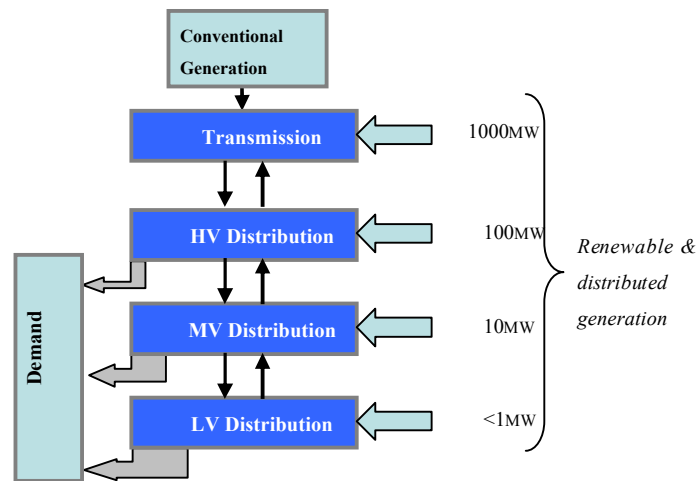 Conventional
Generation
Transmission
1000MW
HV Distribution
100MW
Renewable &
distributed
generation
MV Distribution
10MW
Demand
LV Distribution
<1MW